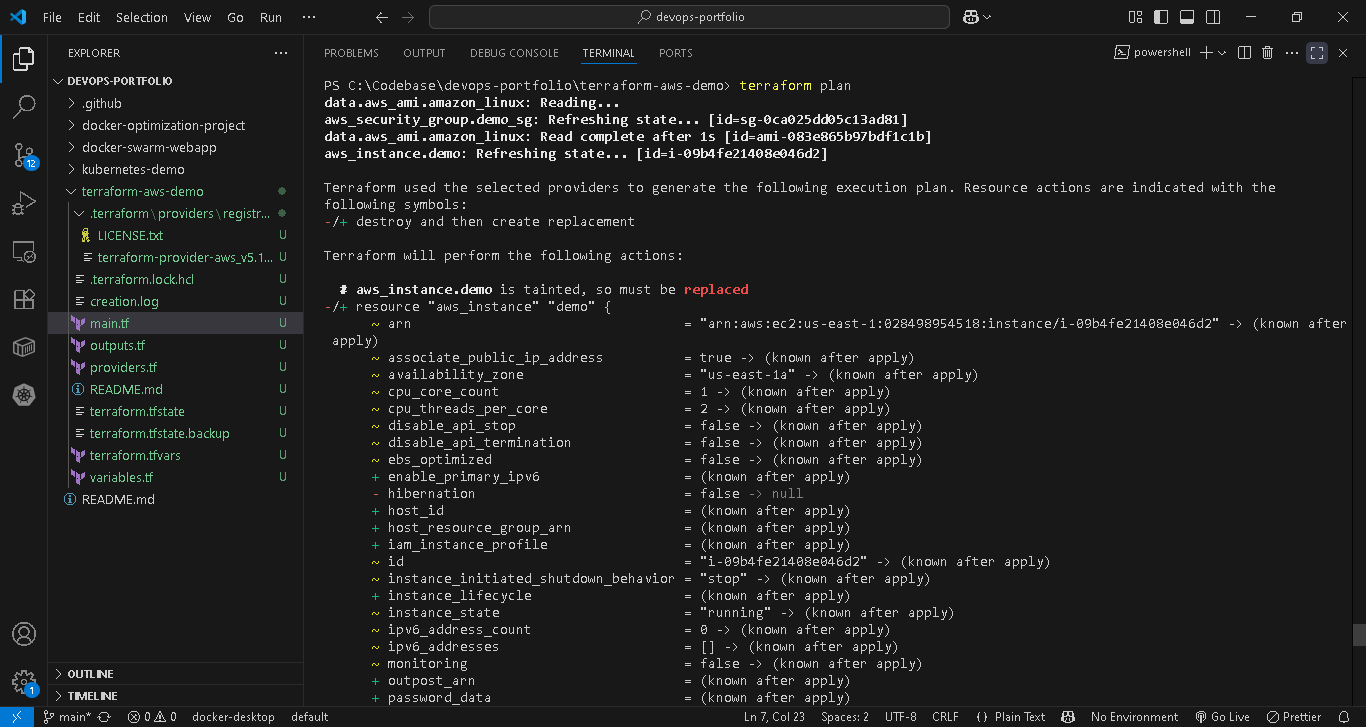 File Edit Selection View Go Run ···
devops-portfolio
EXPLORER ···
DEVOPS-PORTFOLIO
.github
docker-optimization-project
docker-swarm-webapp
kubernetes-demo
terraform-aws-demo
.terraform\providers\registr...
LICENSE.txt U
terraform-provider-aws_v5.1... U
.terraform.lock.hcl U
creation.log U
main.tf U
outputs.tf U
providers.tf U
README.md U
terraform.tfstate U
terraform.tfstate.backup U
terraform.tfvars U
variables.tf U
README.md
OUTLINE
TIMELINE
12
1
PROBLEMS OUTPUT DEBUG CONSOLE TERMINAL PORTS
powershell
PS C:\Codebase\devops-portfolio\terraform-aws-demo> terraform plan
data.aws_ami.amazon_linux: Reading...
aws_security_group.demo_sg: Refreshing state... [id=sg-0ca025dd05c13ad81]
data.aws_ami.amazon_linux: Read complete after 1s [id=ami-083e865b97bdf1c1b]
aws_instance.demo: Refreshing state... [id=i-09b4fe21408e046d2]
Terraform used the selected providers to generate the following execution plan. Resource actions are indicated with the
following symbols:
-/+ destroy and then create replacement
Terraform will perform the following actions:
# aws_instance.demo is tainted, so must be replaced
-/+ resource "aws_instance" "demo" {
~ arn = "arn:aws:ec2:us-east-1:028498954518:instance/i-09b4fe21408e046d2" -> (known after
apply)
~ associate_public_ip_address = true -> (known after apply)
~ availability_zone = "us-east-1a" -> (known after apply)
~ cpu_core_count = 1 -> (known after apply)
~ cpu_threads_per_core = 2 -> (known after apply)
~ disable_api_stop = false -> (known after apply)
~ disable_api_termination = false -> (known after apply)
~ ebs_optimized = false -> (known after apply)
+ enable_primary_ipv6 = (known after apply)
- hibernation = false -> null
+ host_id = (known after apply)
+ host_resource_group_arn = (known after apply)
+ iam_instance_profile = (known after apply)
~ id = "i-09b4fe21408e046d2" -> (known after apply)
~ instance_initiated_shutdown_behavior = "stop" -> (known after apply)
+ instance_lifecycle = (known after apply)
~ instance_state = "running" -> (known after apply)
~ ipv6_address_count = 0 -> (known after apply)
~ ipv6_addresses = [] -> (known after apply)
~ monitoring = false -> (known after apply)
+ outpost_arn = (known after apply)
+ password_data = (known after apply)
main* 0 0 docker-desktop default Ln 7, Col 23 Spaces: 2 UTF-8 CRLF {} Plain Text No Environment Go Live Prettier